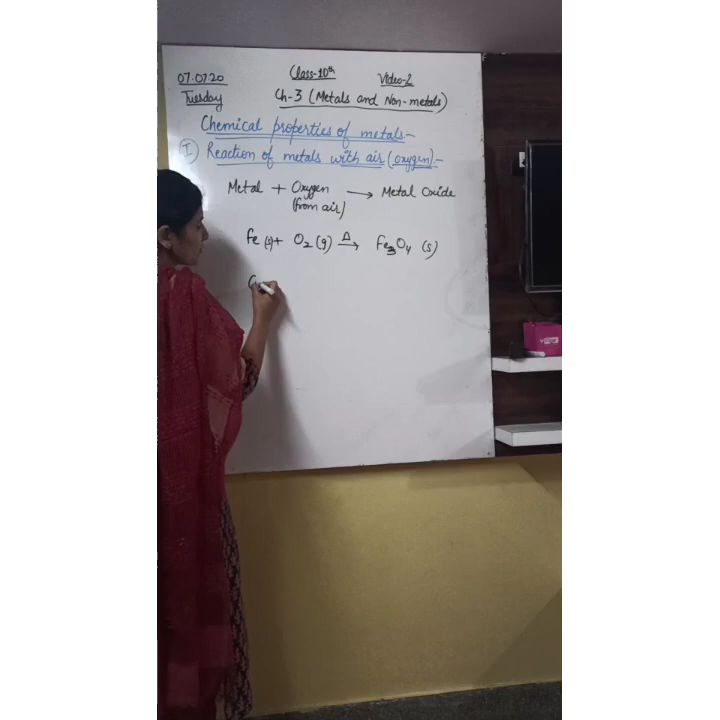 07.07.20 Class-10th Video-2
Tuesday Ch-3 (Metals and Non-metals)
Chemical properties of metals-
I) Reaction of metals with air (oxygen):-
Metal + Oxygen → Metal Oxide
(from air)
Fe (s) + O2 (g) Δ→ Fe3O4 (s)
C